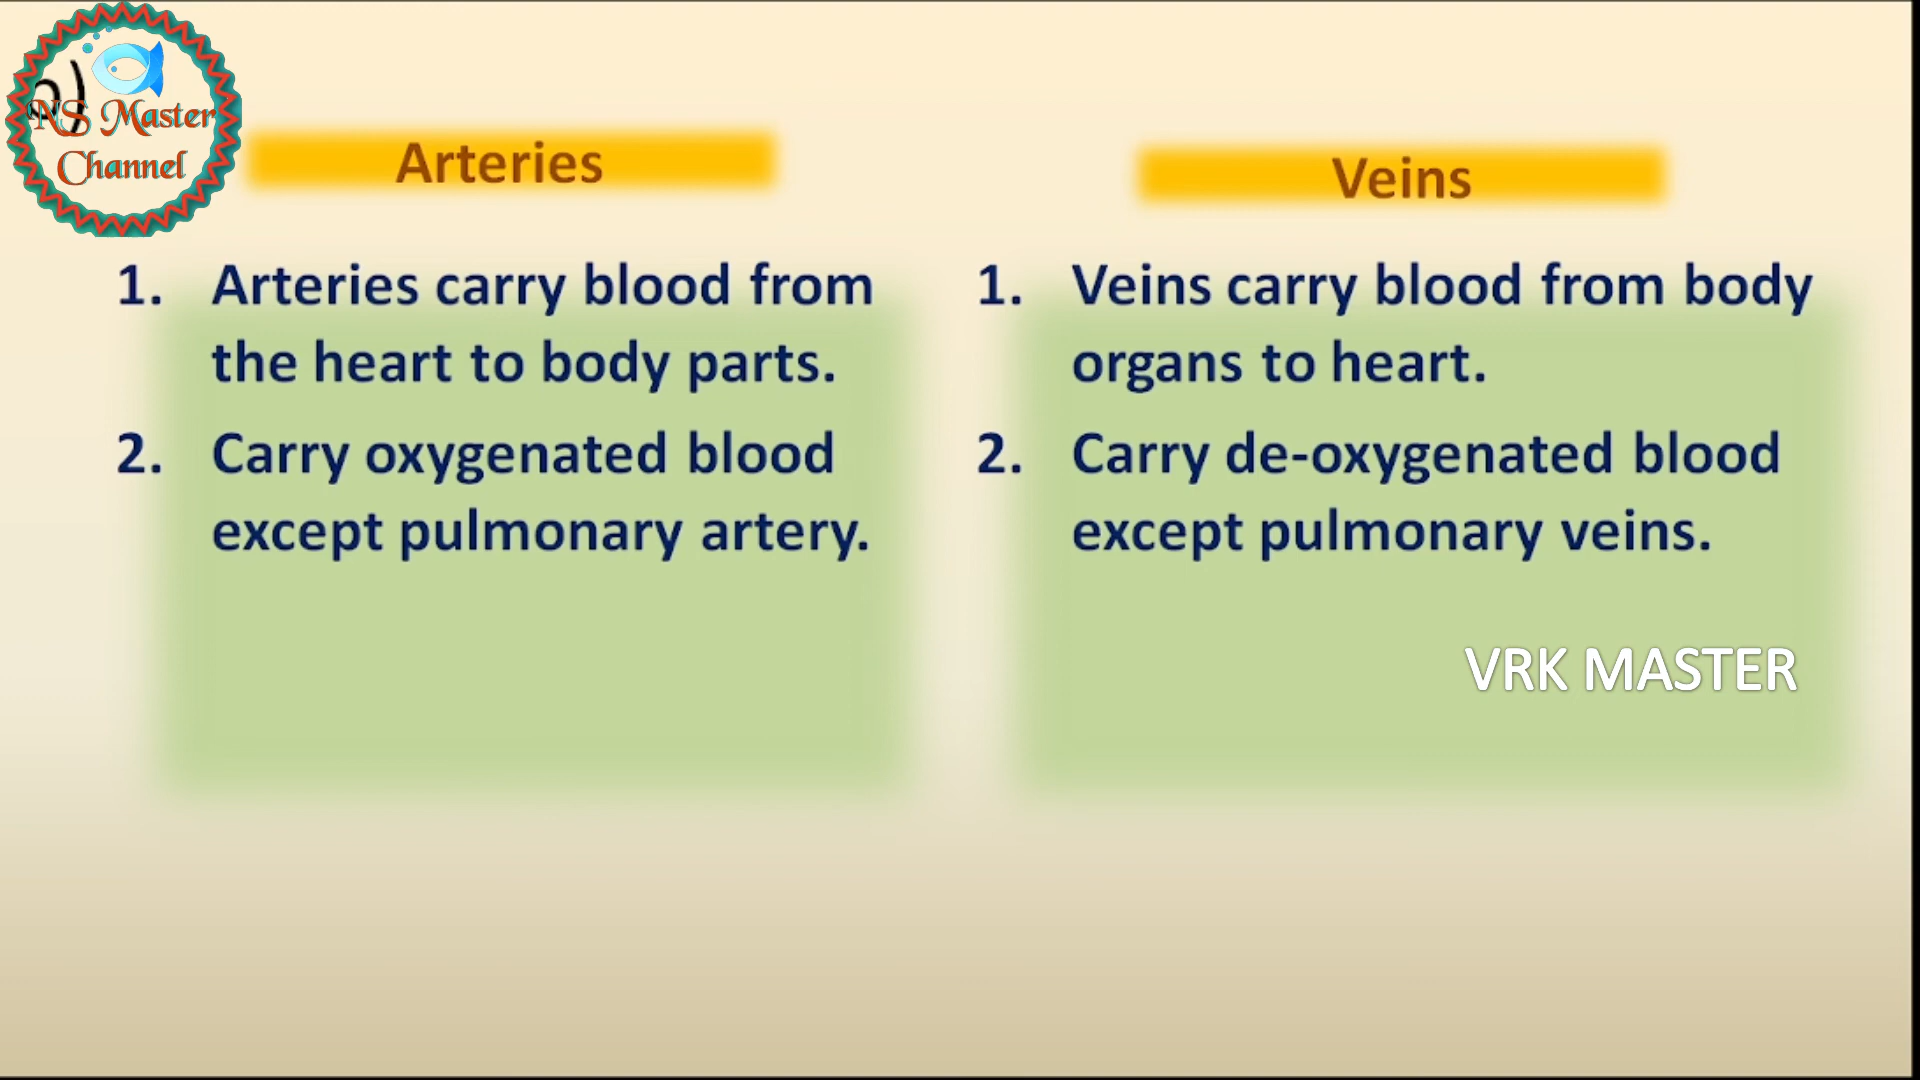 NS Master
Channel
Arteries
1. Arteries carry blood from
the heart to body parts.
2. Carry oxygenated blood
except pulmonary artery.
Veins
1. Veins carry blood from body
organs to heart.
2. Carry de-oxygenated blood
except pulmonary veins.
VRK MASTER